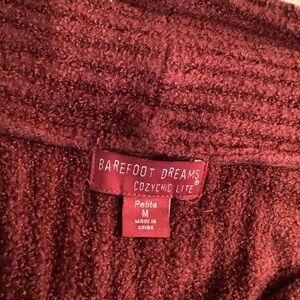 BAREFOOT DREAMS®
COZYCHIC LITE
Petite
M
MADE IN
CHINA